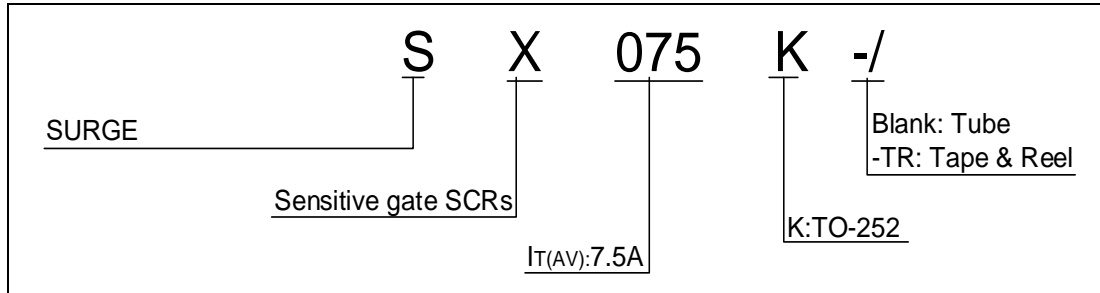 S X 075 K -/
SURGE
Blank: Tube
-TR: Tape & Reel
Sensitive gate SCRs
K:TO-252
IT(AV):7.5A